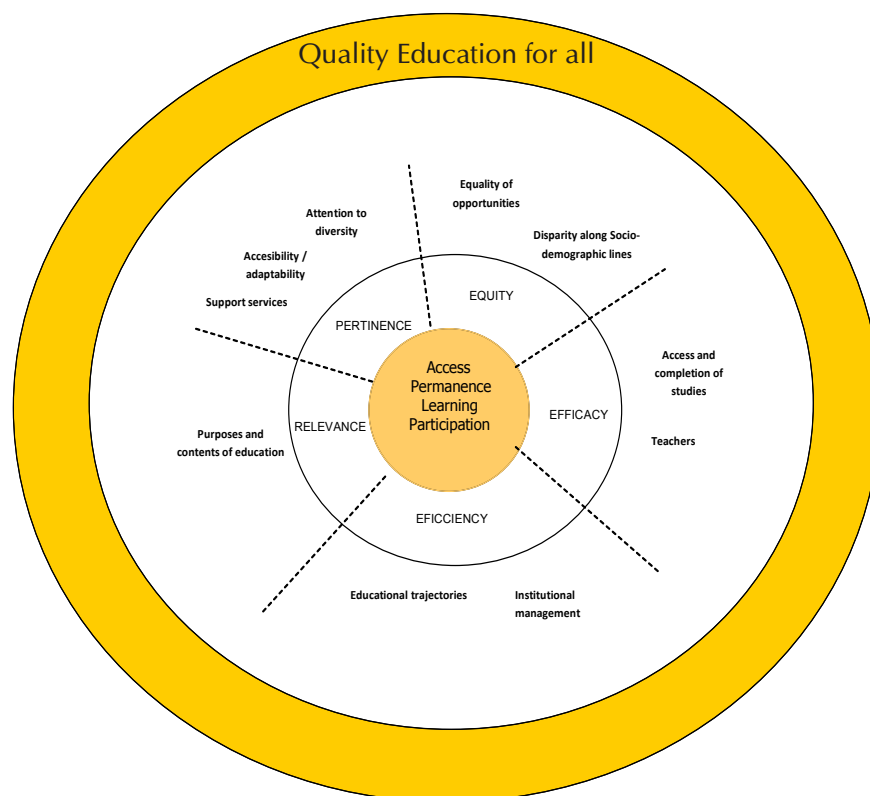 Quality Education for all
Equality of
opportunities
Attention to
diversity
Disparity along Socio-
demographic lines
Accesibility /
adaptability
Support services
EQUITY
PERTINENCE
Access
Permanence
Learning
Participation
Access and
completion of
studies
EFFICACY
Teachers
RELEVANCE
Purposes and
contents of education
EFICCIENCY
Educational trajectories
Institutional
management